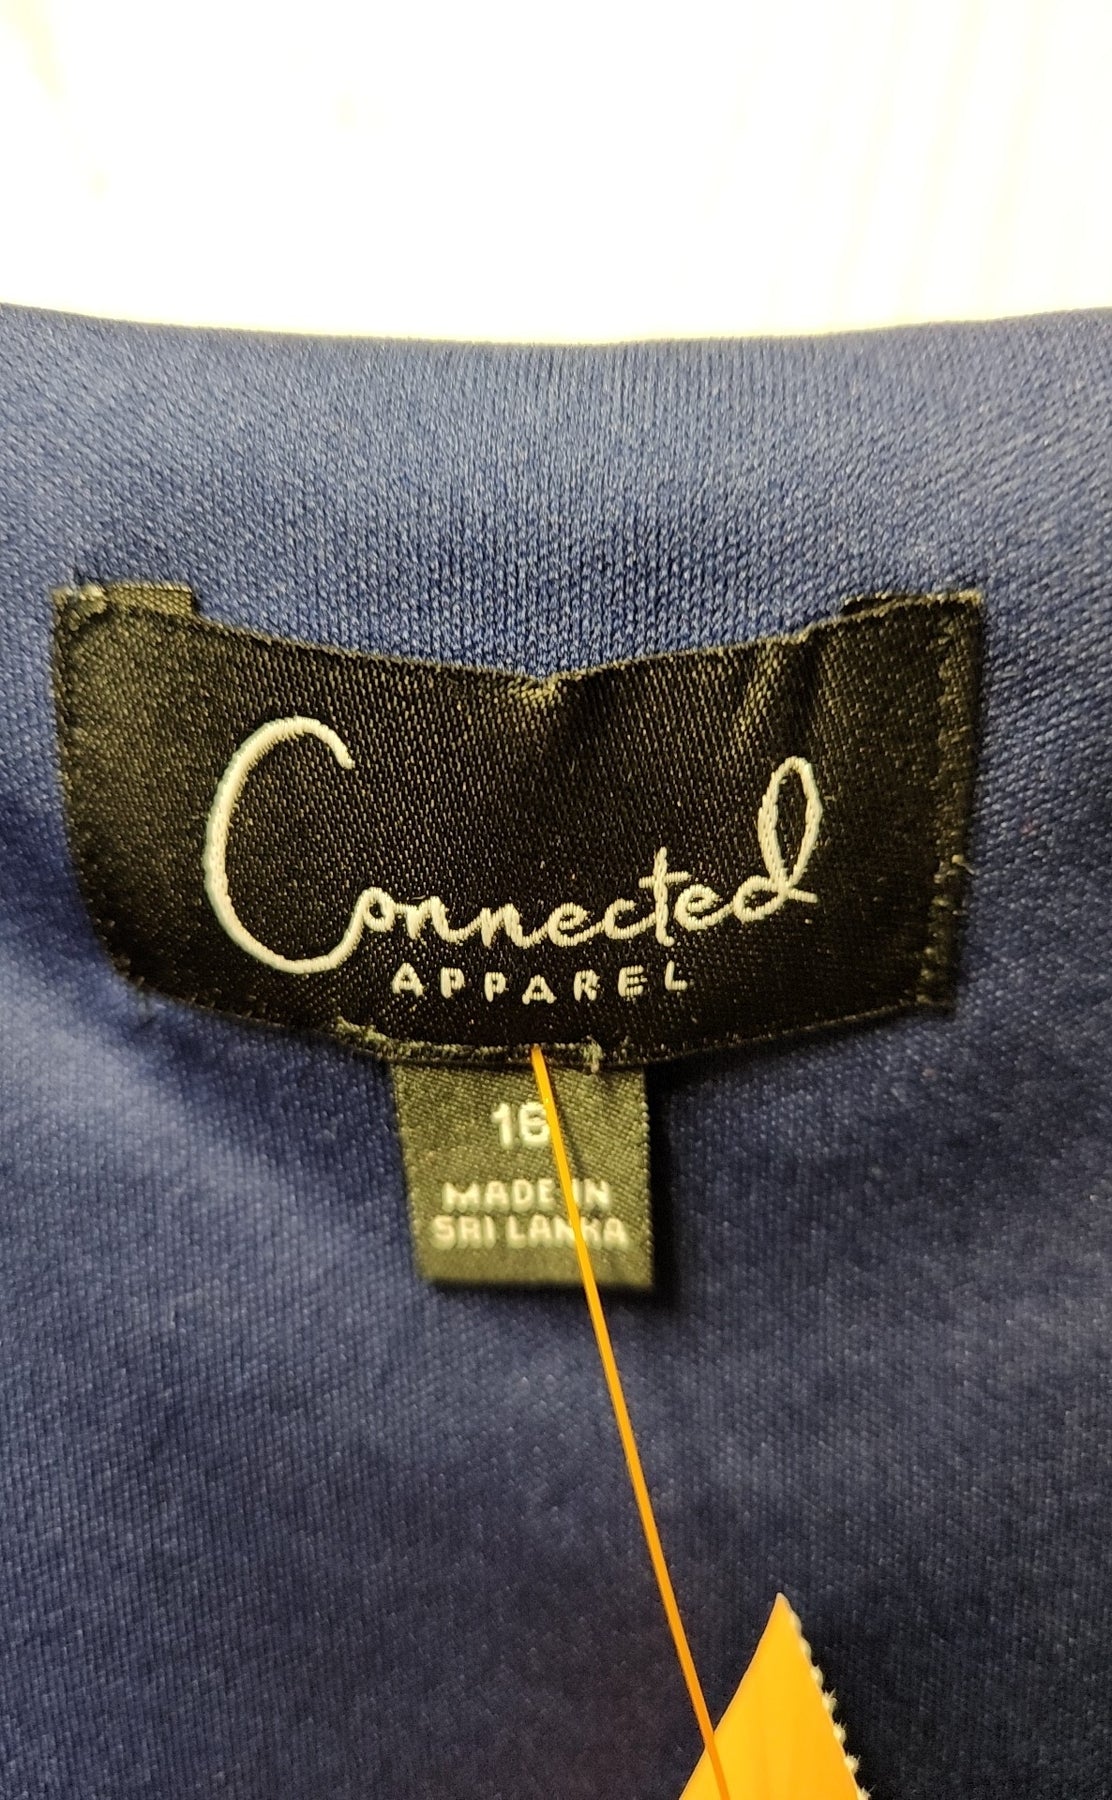 Connected
APPAREL
16
MADE IN
SRI LANKA